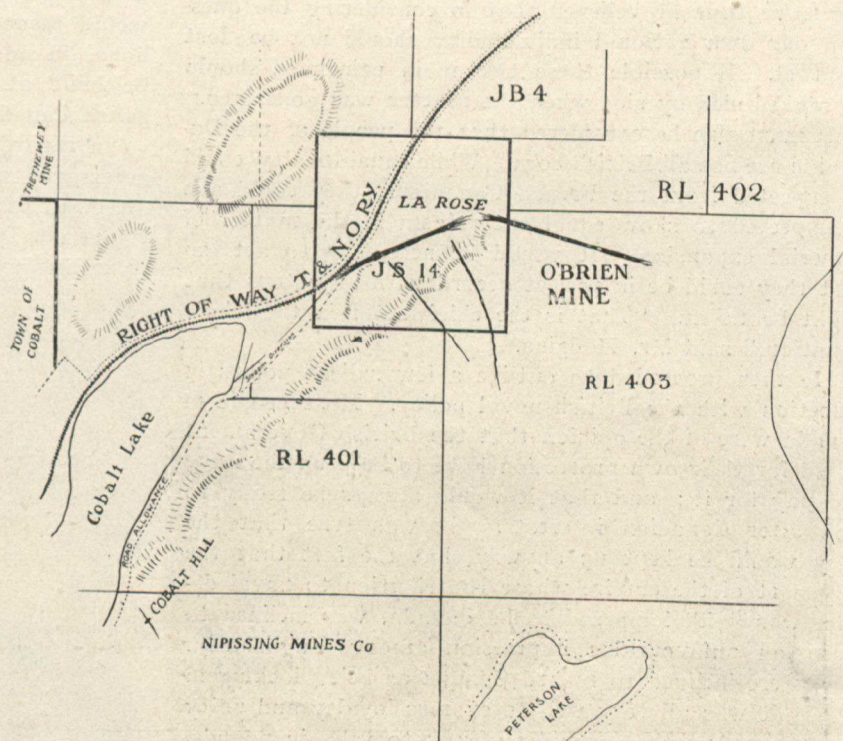 JB 4
TRETHEWEY
MINE
RL 402
LA ROSE
RIGHT OF WAY T. & N.O. RY.
JS 14
O'BRIEN
MINE
TOWN OF
COBALT
RL 403
Cobalt Lake
RL 401
ROAD ALLOWANCE
COBALT HILL
NIPISSING MINES Co
PETERSON
LAKE